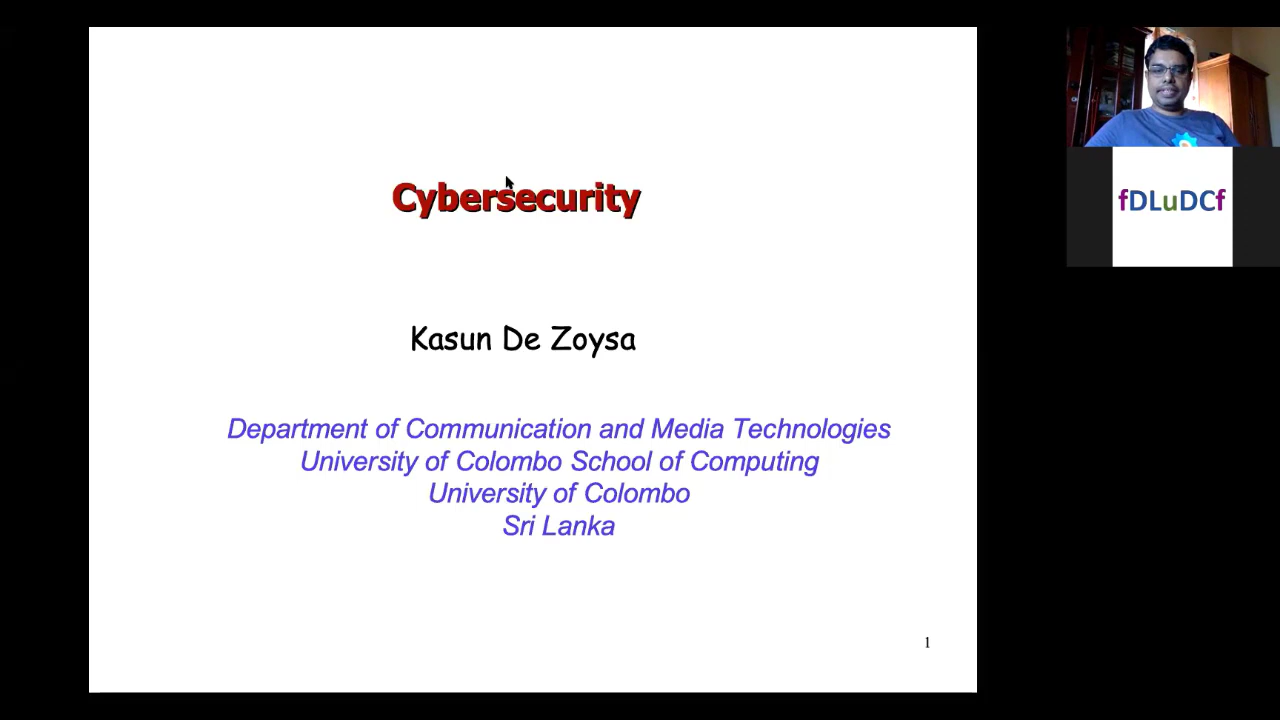 Cybersecurity
Kasun De Zoysa
Department of Communication and Media Technologies
University of Colombo School of Computing
University of Colombo
Sri Lanka
1
fDLuDCf